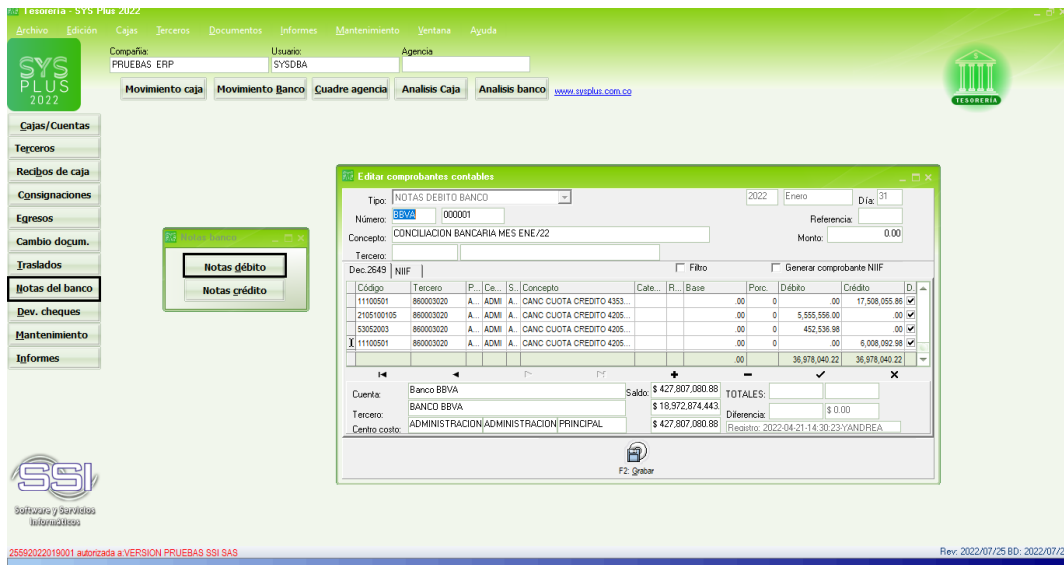 Tesorería - SYS Plus 2022
Archivo Edición Cajas Terceros Documentos Informes Mantenimiento Ventana Ayuda
Compañia: Usuario: Agencia
PRUEBAS ERP SYSDBA
SYS
PLUS
2022
Movimiento caja Movimiento Banco Cuadre agencia Analisis Caja Analisis banco www.sysplus.com.co
TESORERÍA
Cajas/Cuentas
Terceros
Recibos de caja
Consignaciones
Egresos
Cambio docum.
Traslados
Notas del banco
Dev. cheques
Mantenimiento
Informes
Notas banco
Notas débito
Notas crédito
Editar comprobantes contables
Tipo: NOTAS DEBITO BANCO 2022 Enero Día: 31
Número: BBVA 000001 Referencia:
Concepto: CONCILIACION BANCARIA MES ENE/22 Monto: 0.00
Tercero:
Dec.2649 NIIF Filtro Generar comprobante NIIF
Código Tercero P... Ce... S.. Concepto Cate... R... Base Porc. Débito Crédito D.
11100501 860003020 A... ADMI A.. CANC CUOTA CREDITO 4353... .00 0 .00 17,508,055.86
2105100105 860003020 A... ADMI A.. CANC CUOTA CREDITO 4205... .00 0 5,555,556.00 .00
53052003 860003020 A... ADMI A.. CANC CUOTA CREDITO 4205... .00 0 452,536.98 .00
11100501 860003020 A... ADMI A.. CANC CUOTA CREDITO 4205... .00 0 .00 6,008,092.98
.00 36,978,040.22 36,978,040.22
Cuenta: Banco BBVA Saldo: $ 427,807,080.88 TOTALES:
Tercero: BANCO BBVA $ 18,972,874,443. Diferencia: $ 0.00
Centro costo: ADMINISTRACION ADMINISTRACION PRINCIPAL $ 427,807,080.88 Registro: 2022-04-21-14:30:23-YANDREA
F2: Grabar
SSI
Software y Servicios
Informáticos
25592022019001 autorizada a:VERSION PRUEBAS SSI SAS
Rev: 2022/07/25 BD: 2022/07/2